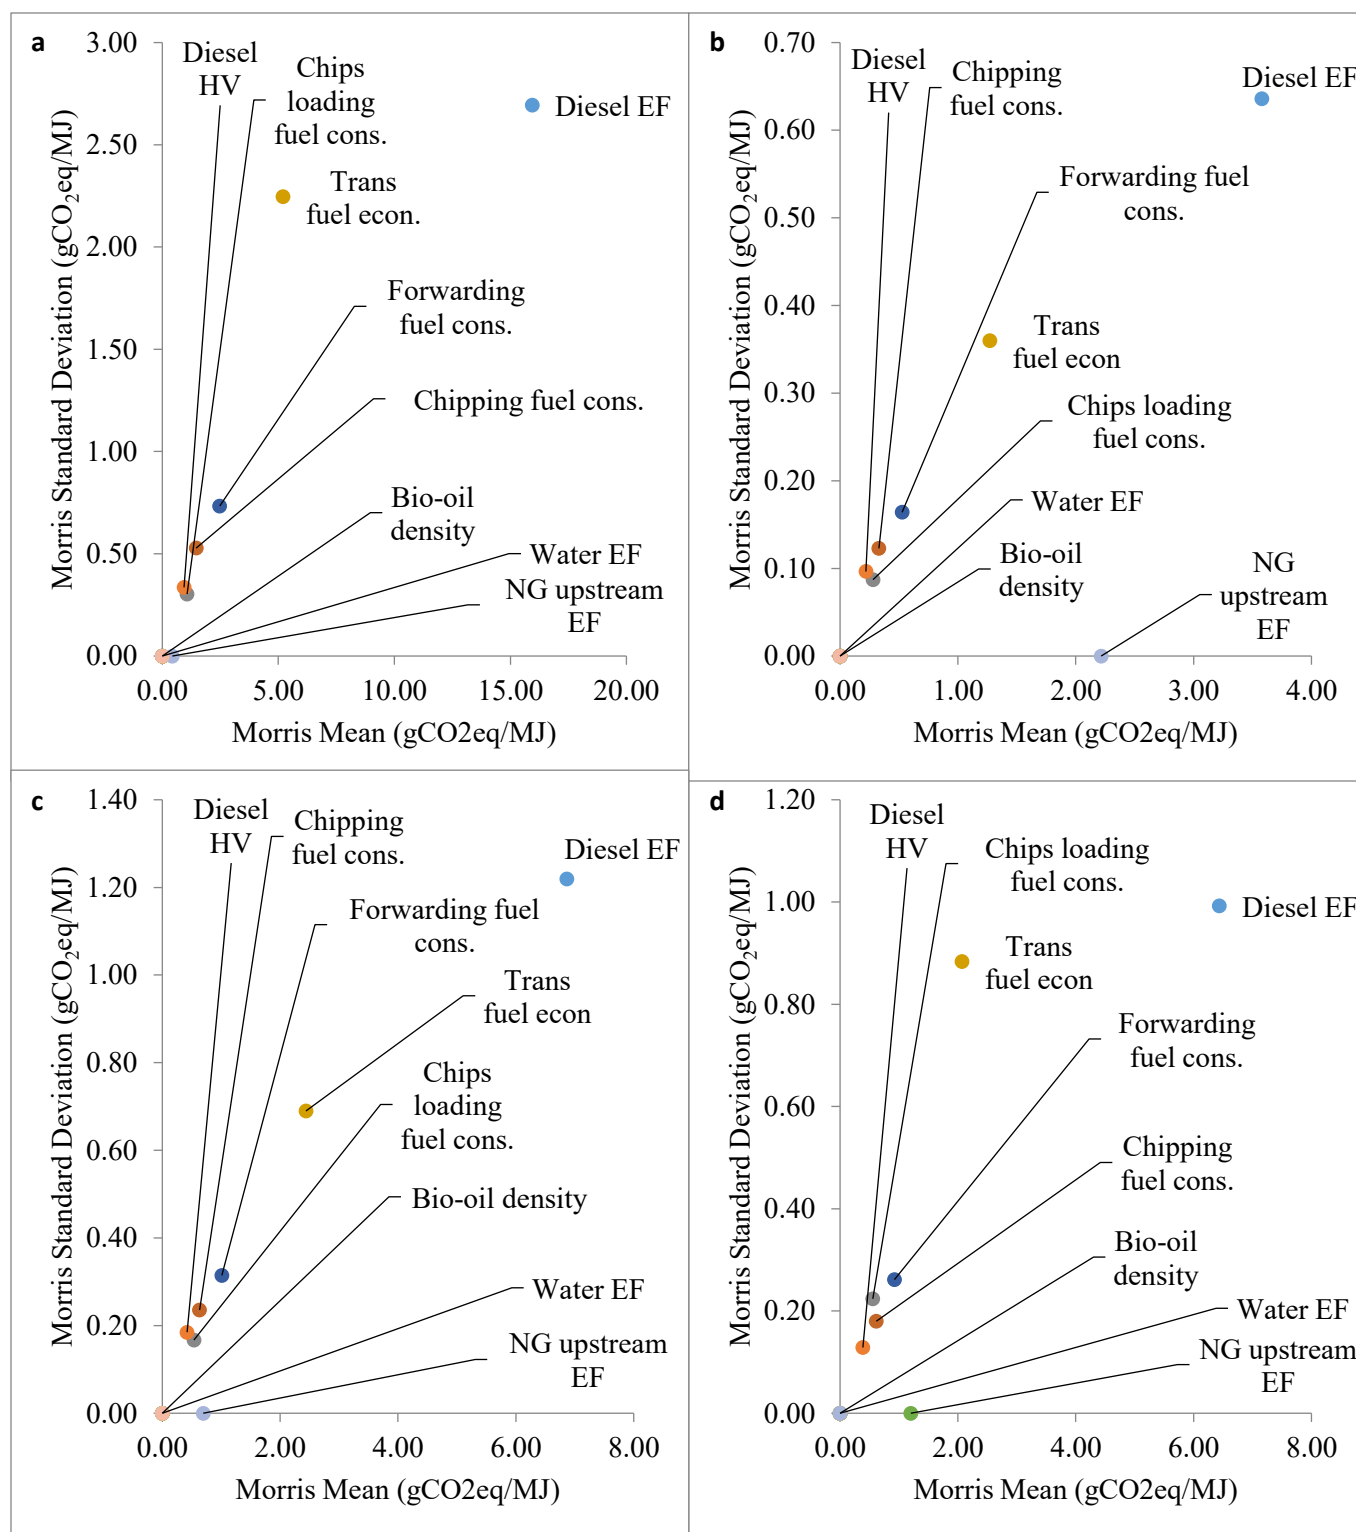 a
3.00
2.50
2.00
1.50
1.00
0.50
0.00
0.00 5.00 10.00 15.00 20.00
Morris Standard Deviation (gCO₂eq/MJ)
Morris Mean (gCO2eq/MJ)
Diesel
HV
Chips
loading
fuel cons.
Diesel EF
Trans
fuel econ.
Forwarding
fuel cons.
Chipping fuel cons.
Bio-oil
density
Water EF
NG upstream
EF
b
0.70
0.60
0.50
0.40
0.30
0.20
0.10
0.00
0.00 1.00 2.00 3.00 4.00
Morris Standard Deviation (gCO₂eq/MJ)
Morris Mean (gCO2eq/MJ)
Diesel
HV
Chipping
fuel cons.
Diesel EF
Forwarding fuel
cons.
Trans
fuel econ
Chips loading
fuel cons.
Water EF
Bio-oil
density
NG
upstream
EF
c
1.40
1.20
1.00
0.80
0.60
0.40
0.20
0.00
0.00 2.00 4.00 6.00 8.00
Morris Standard Deviation (gCO₂eq/MJ)
Morris Mean (gCO2eq/MJ)
Diesel
HV
Chipping
fuel cons.
Diesel EF
Forwarding fuel
cons.
Trans
fuel econ
Chips
loading
fuel cons.
Bio-oil density
Water EF
NG upstream
EF
d
1.20
1.00
0.80
0.60
0.40
0.20
0.00
0.00 2.00 4.00 6.00 8.00
Morris Standard Deviation (gCO₂eq/MJ)
Morris Mean (gCO2eq/MJ)
Diesel
HV
Chips loading
fuel cons.
Diesel EF
Trans
fuel econ
Forwarding
fuel cons.
Chipping
fuel cons.
Bio-oil
density
Water EF
NG upstream
EF